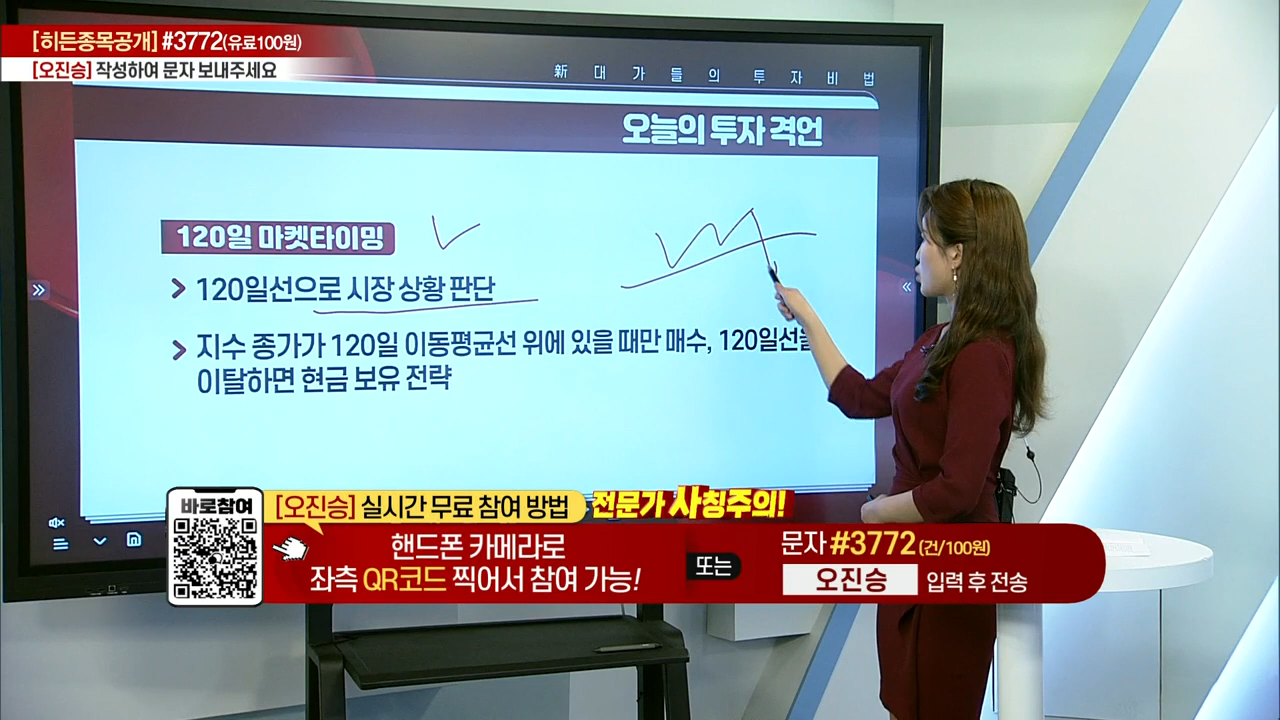 [히든종목공개] #3772(유료100원)
[오진승] 작성하여 문자 보내주세요
新 대가들의 투자비법
오늘의 투자 격언
120일 마켓타이밍
120일선으로 시장 상황 판단
지수 종가가 120일 이동평균선 위에 있을 때만 매수, 120일선을
이탈하면 현금 보유 전략
바로참여
[오진승] 실시간 무료 참여 방법
전문가 사칭주의!
핸드폰 카메라로
좌측 QR코드 찍어서 참여 가능!
또는
문자 #3772 (건/100원)
오진승 입력 후 전송